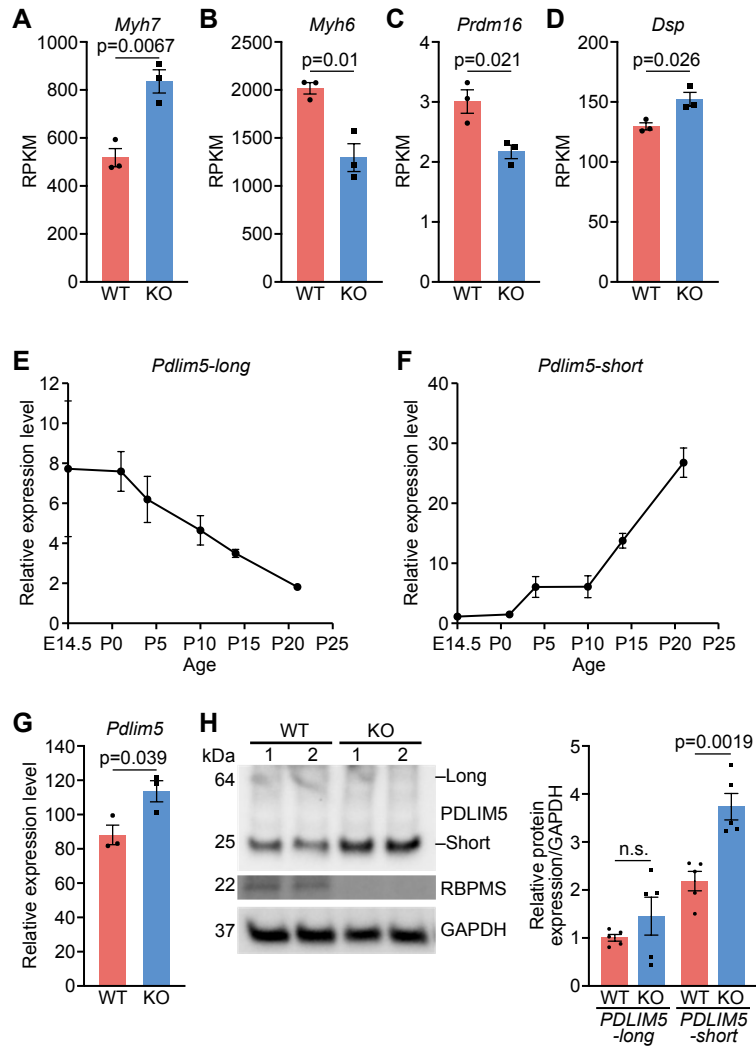 A
Myh7
p=0.0067
1000
800
600
400
200
0
RPKM
WT KO
B
Myh6
p=0.01
2500
2000
1500
1000
500
0
RPKM
WT KO
C
Prdm16
p=0.021
4
3
2
1
0
RPKM
WT KO
D
Dsp
p=0.026
200
150
100
50
0
RPKM
WT KO
E
Pdlim5-long
12
10
8
6
4
2
0
Relative expression level
E14.5 P0 P5 P10 P15 P20 P25
Age
F
Pdlim5-short
40
30
20
10
0
Relative expression level
E14.5 P0 P5 P10 P15 P20 P25
Age
G
Pdlim5
p=0.039
140
120
100
80
60
40
20
0
Relative expression level
WT KO
H
WT KO
kDa 1 2 1 2
64 –Long
PDLIM5
25 –Short
22 RBPMS
37 GAPDH
p=0.0019
n.s.
5
4
3
2
1
0
Relative protein
expression/GAPDH
WT KO WT KO
PDLIM5 PDLIM5
-long -short